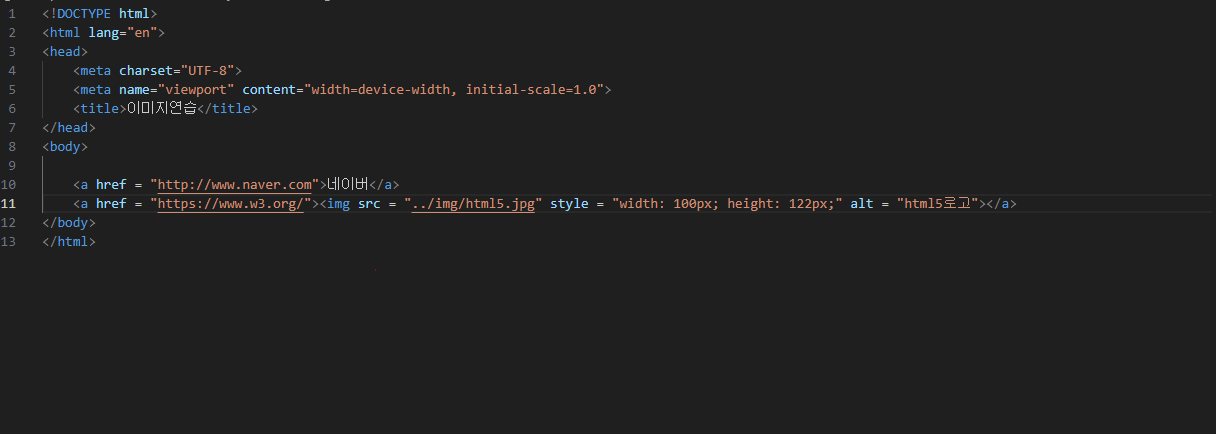 1 <!DOCTYPE html>
2 <html lang="en">
3 <head>
4     <meta charset="UTF-8">
5     <meta name="viewport" content="width=device-width, initial-scale=1.0">
6     <title>이미지연습</title>
7 </head>
8 <body>
9
10     <a href = "http://www.naver.com">네이버</a>
11     <a href = "https://www.w3.org/"><img src = "../img/html5.jpg" style = "width: 100px; height: 122px;" alt = "html5로고"></a>
12 </body>
13 </html>